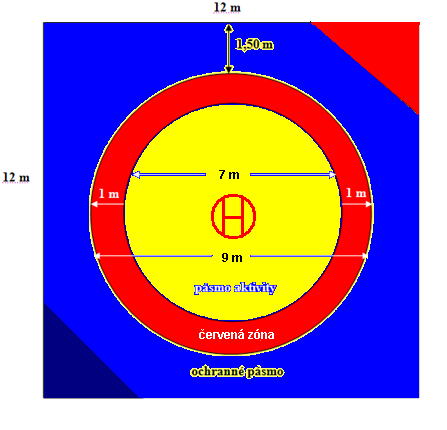 12 m
1,50 m
12 m
7 m
1 m
1 m
H
9 m
pásmo aktivity
červená zóna
ochranné pásmo